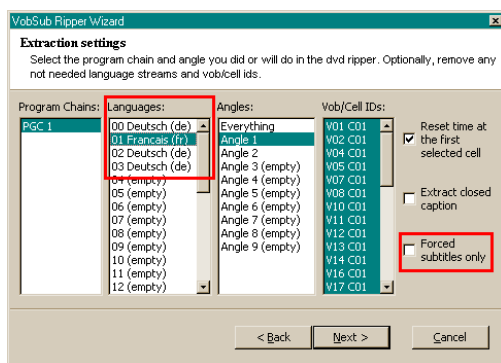 VobSub Ripper Wizard
Extraction settings
Select the program chain and angle you did or will do in the dvd ripper. Optionally, remove any
not needed language streams and vob/cell ids.
Program Chains:
PGC 1
Languages:
00 Deutsch (de)
01 Francais (fr)
02 Deutsch (de)
03 Deutsch (de)
04 (empty)
05 (empty)
06 (empty)
07 (empty)
08 (empty)
09 (empty)
10 (empty)
11 (empty)
12 (empty)
Angles:
Everything
Angle 1
Angle 2
Angle 3 (empty)
Angle 4 (empty)
Angle 5 (empty)
Angle 6 (empty)
Angle 7 (empty)
Angle 8 (empty)
Angle 9 (empty)
Vob/Cell IDs:
V01 C01
V02 C01
V04 C01
V05 C01
V07 C01
V08 C01
V10 C01
V11 C01
V12 C01
V13 C01
V14 C01
V16 C01
V17 C01
Reset time at
the first
selected cell
Extract closed
caption
Forced
subtitles only
< Back
Next >
Cancel